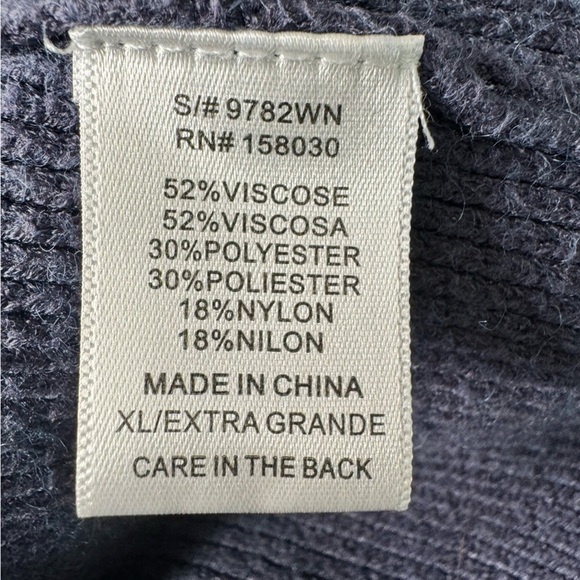 S/# 9782WN
RN# 158030
52%VISCOSE
52%VISCOSA
30%POLYESTER
30%POLIESTER
18%NYLON
18%NILON
MADE IN CHINA
XL/EXTRA GRANDE
CARE IN THE BACK